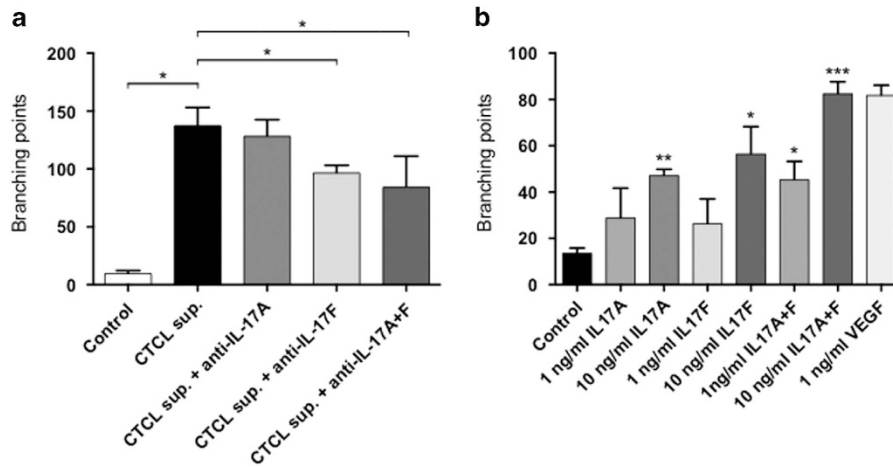 a
*
*
*
200
150
100
50
0
Branching points
Control
CTCL sup.
CTCL sup. + anti-IL-17A
CTCL sup. + anti-IL-17F
CTCL sup. + anti-IL-17A+F
b
100
80
60
40
20
0
Branching points
**
*
*
***
Control
1 ng/ml IL17A
10 ng/ml IL17A
1 ng/ml IL17F
10 ng/ml IL17F
1ng/ml IL17A+F
10 ng/ml IL17A+F
1 ng/ml VEGF